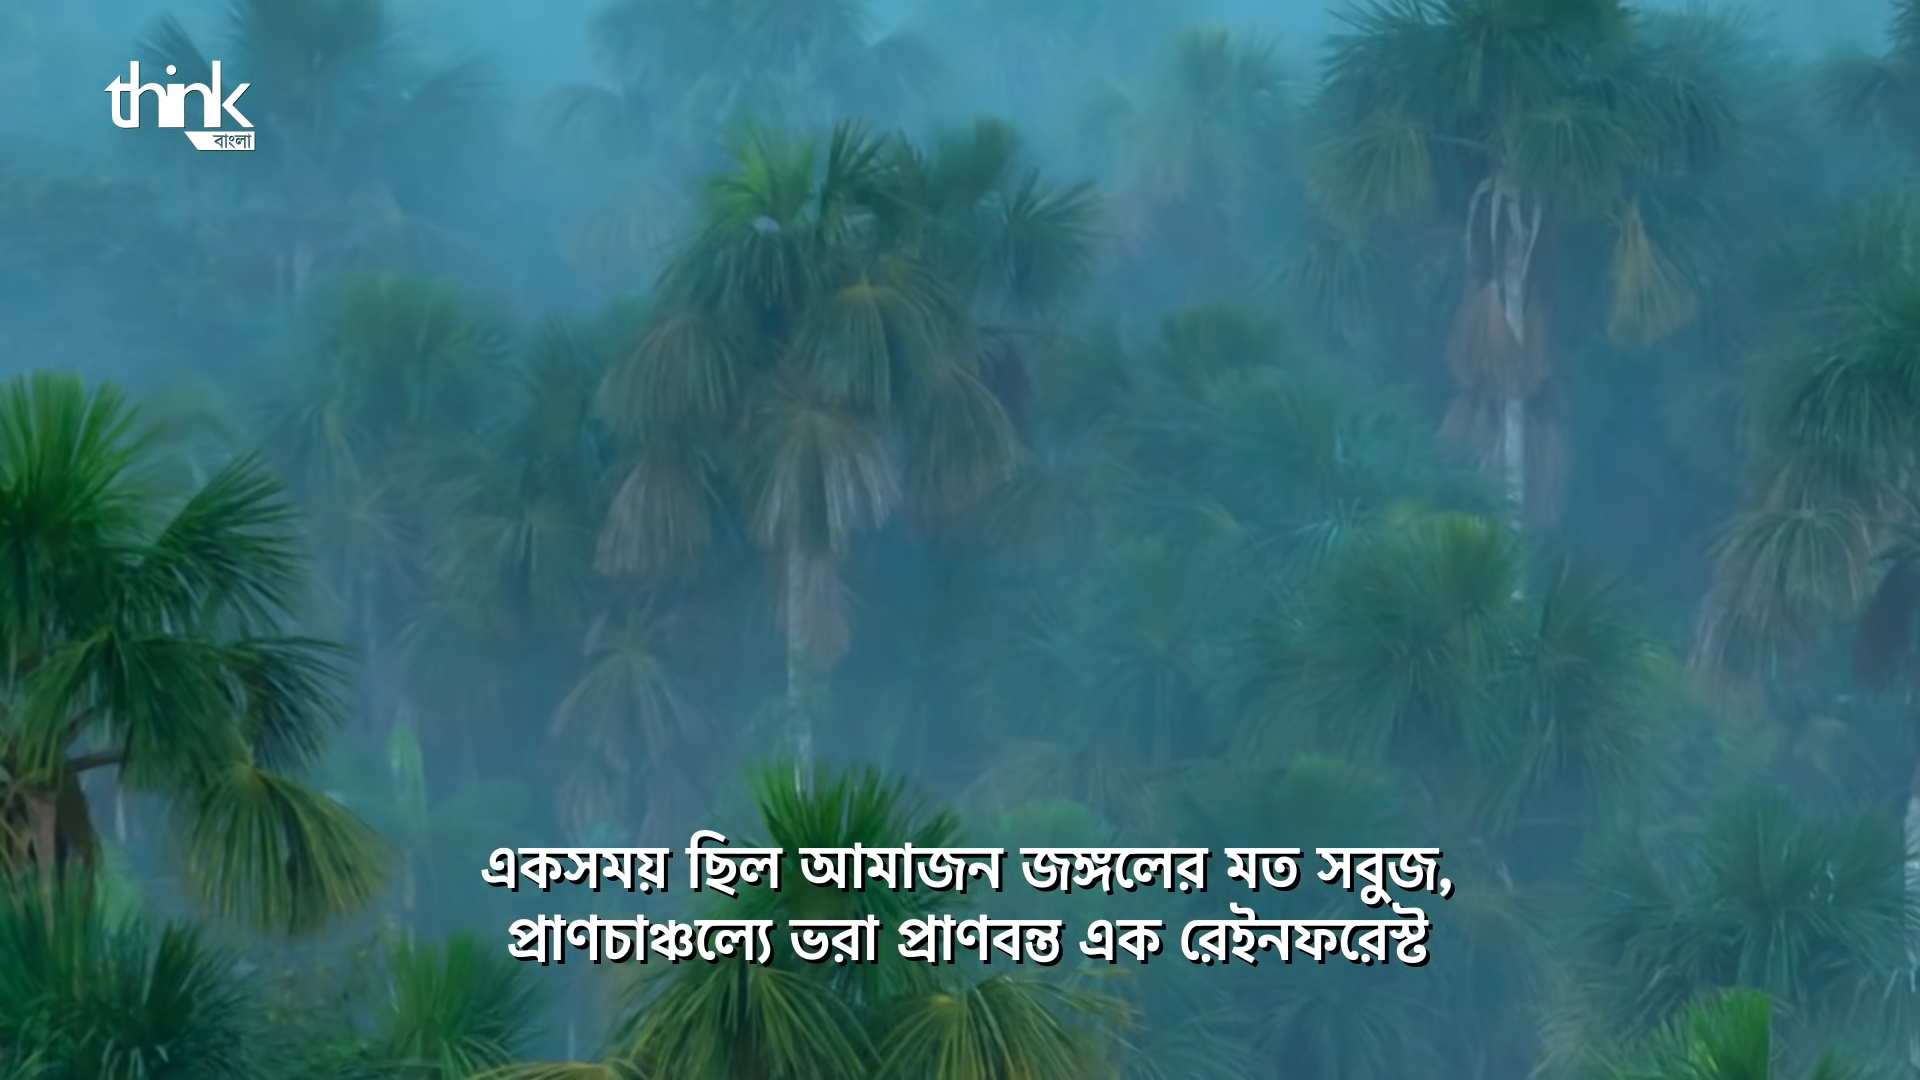 think
বাংলা
একসময় ছিল আমাজন জঙ্গলের মত সবুজ,
প্রাণচাঞ্চল্যে ভরা প্রাণবন্ত এক রেইনফরেস্ট